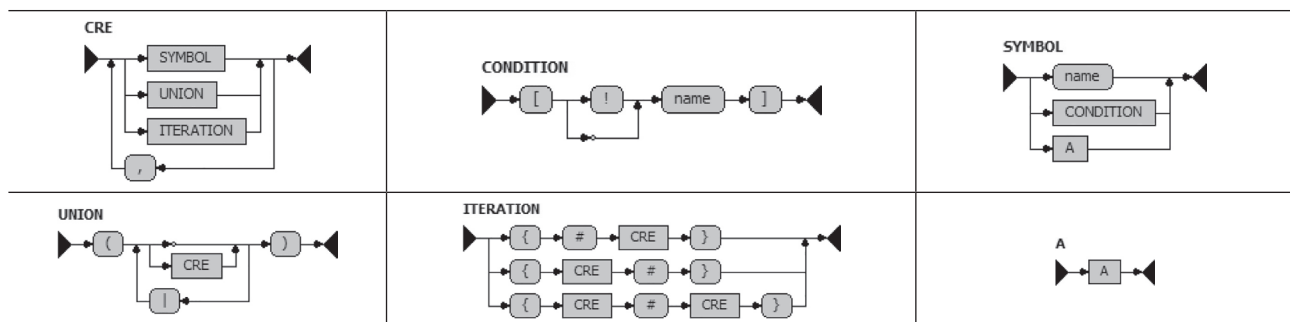 CRE
SYMBOL
UNION
ITERATION
,
CONDITION
[ ! name ]
SYMBOL
name
CONDITION
A
UNION
( CRE )
|
ITERATION
{ # CRE }
{ CRE # }
{ CRE # CRE }
A
A